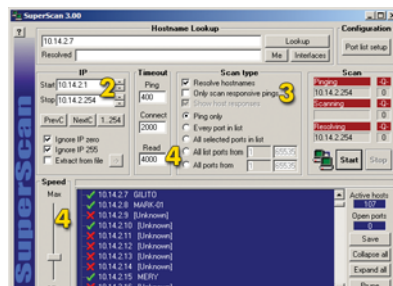 SuperScan 3.00
Hostname Lookup
Configuration
?
10.14.2.7
Lookup
Port list setup
Resolved
Me
Interfaces
IP
Timeout
Scan type
Scan
Start 10.14.2.1
2
Stop 10.14.2.254
PrevC
NextC
1..254
Ignore IP zero
Ignore IP 255
Extract from file
Ping
400
Connect
2000
Read
4000
4
Resolve hostnames
Only scan responsive pings
3
Show host responses
Ping only
Every port in list
All selected ports in list
All list ports from
1
65535
All ports from
1
65535
Pinging
10.14.2.254
0
Scanning
0
Resolving
10.14.2.254
0
Start
Stop
Speed
Max
4
SuperScan
10.14.2.7 GILITO
10.14.2.8 MARK-01
10.14.2.9 [Unknown]
10.14.2.10 [Unknown]
10.14.2.11 [Unknown]
10.14.2.12 [Unknown]
10.14.2.13 [Unknown]
10.14.2.14 [Unknown]
10.14.2.15 MERY
Active hosts
107
Open ports
0
Save
Collapse all
Expand all